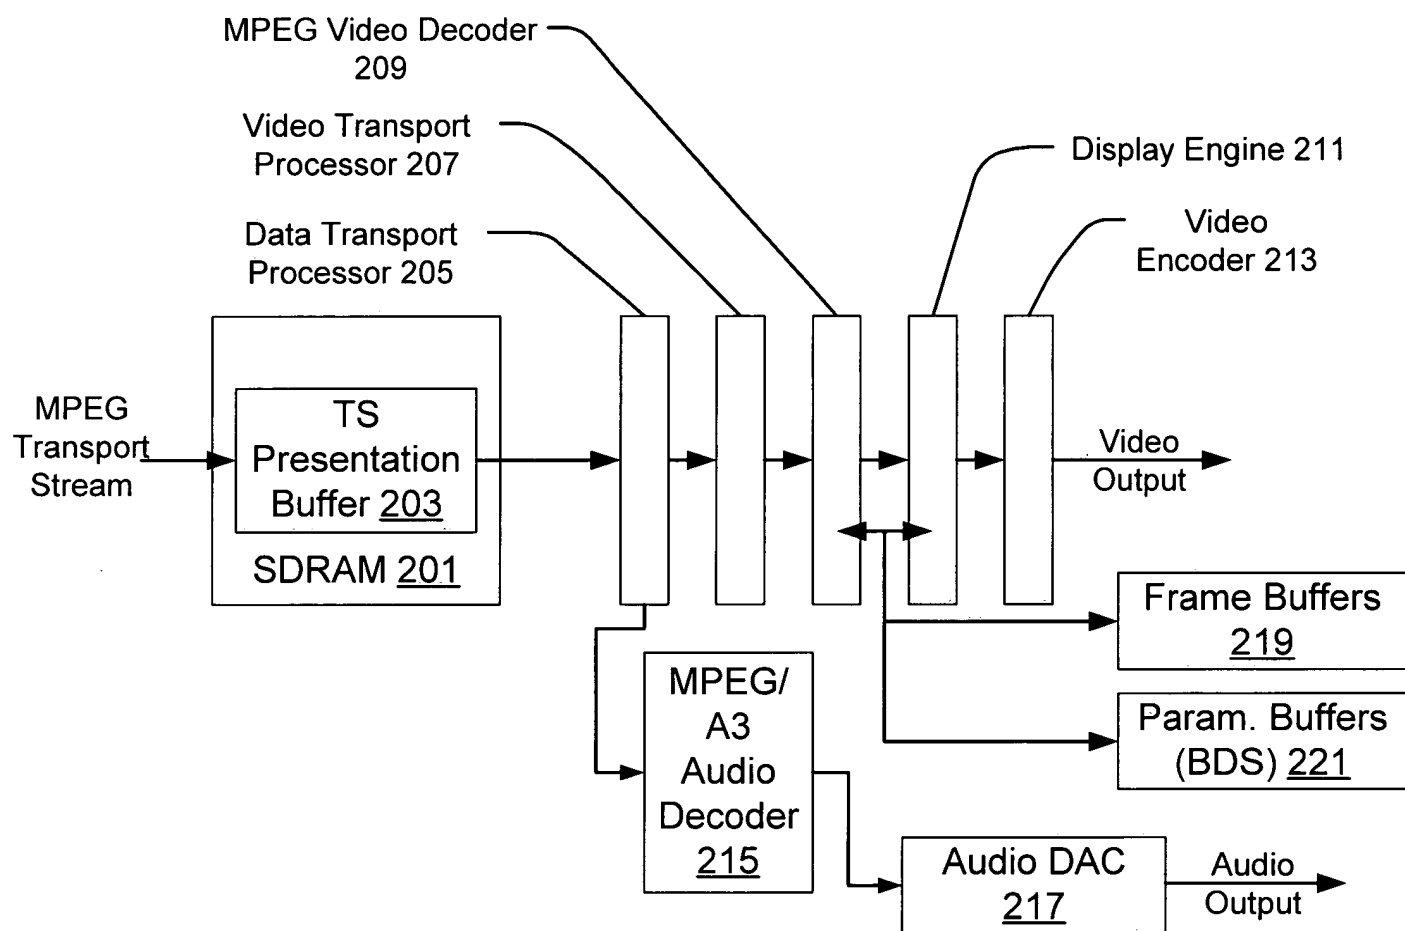 MPEG Video Decoder
209
Video Transport
Processor 207
Data Transport
Processor 205
Display Engine 211
Video
Encoder 213
MPEG
Transport
Stream
TS
Presentation
Buffer 203
SDRAM 201
Video
Output
Frame Buffers
219
Param. Buffers
(BDS) 221
MPEG/
A3
Audio
Decoder
215
Audio DAC
217
Audio
Output